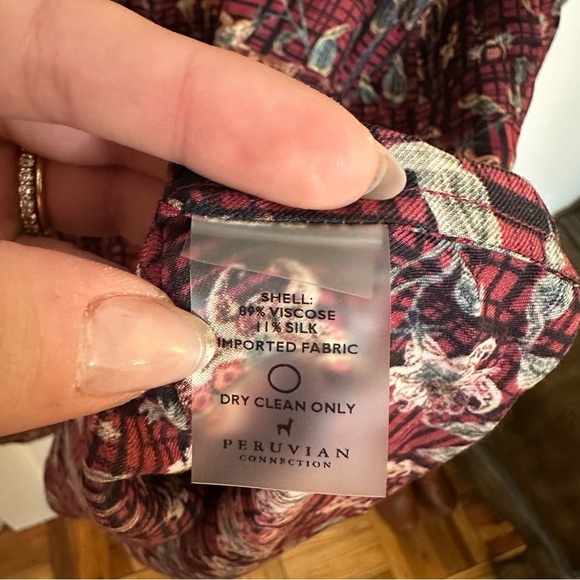 SHELL:
89% VISCOSE
11% SILK
IMPORTED FABRIC
DRY CLEAN ONLY
PERUVIAN
CONNECTION